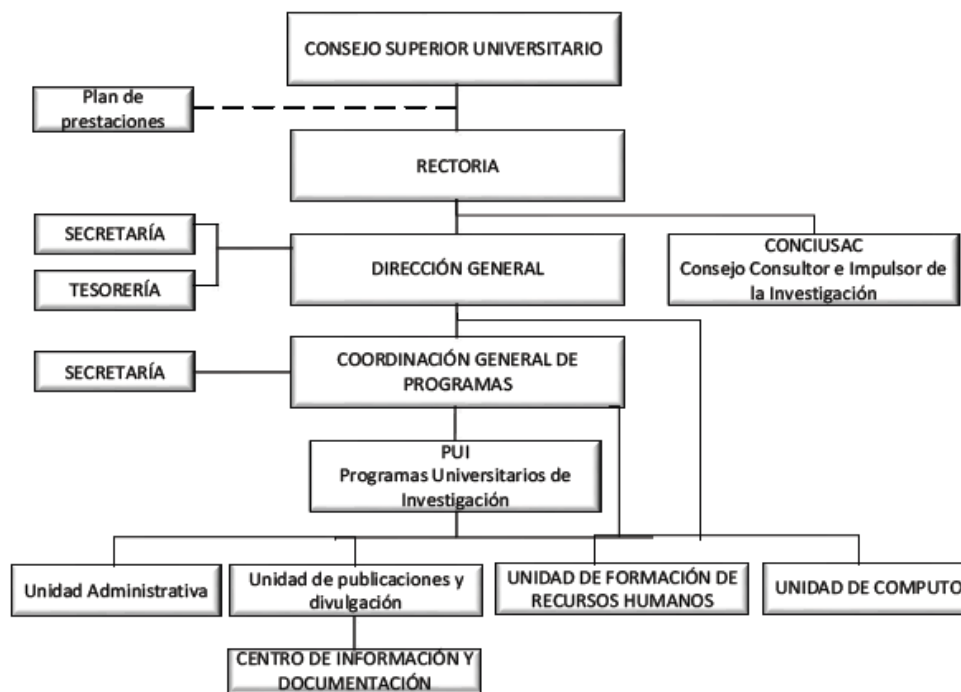 CONSEJO SUPERIOR UNIVERSITARIO
Plan de
prestaciones
RECTORIA
SECRETARÍA
TESORERÍA
DIRECCIÓN GENERAL
CONCIUSAC
Consejo Consultor e Impulsor de
la Investigación
SECRETARÍA
COORDINACIÓN GENERAL DE
PROGRAMAS
PUI
Programas Universitarios de
Investigación
Unidad Administrativa
Unidad de publicaciones y
divulgación
UNIDAD DE FORMACIÓN DE
RECURSOS HUMANOS
UNIDAD DE COMPUTO
CENTRO DE INFORMACIÓN Y
DOCUMENTACIÓN